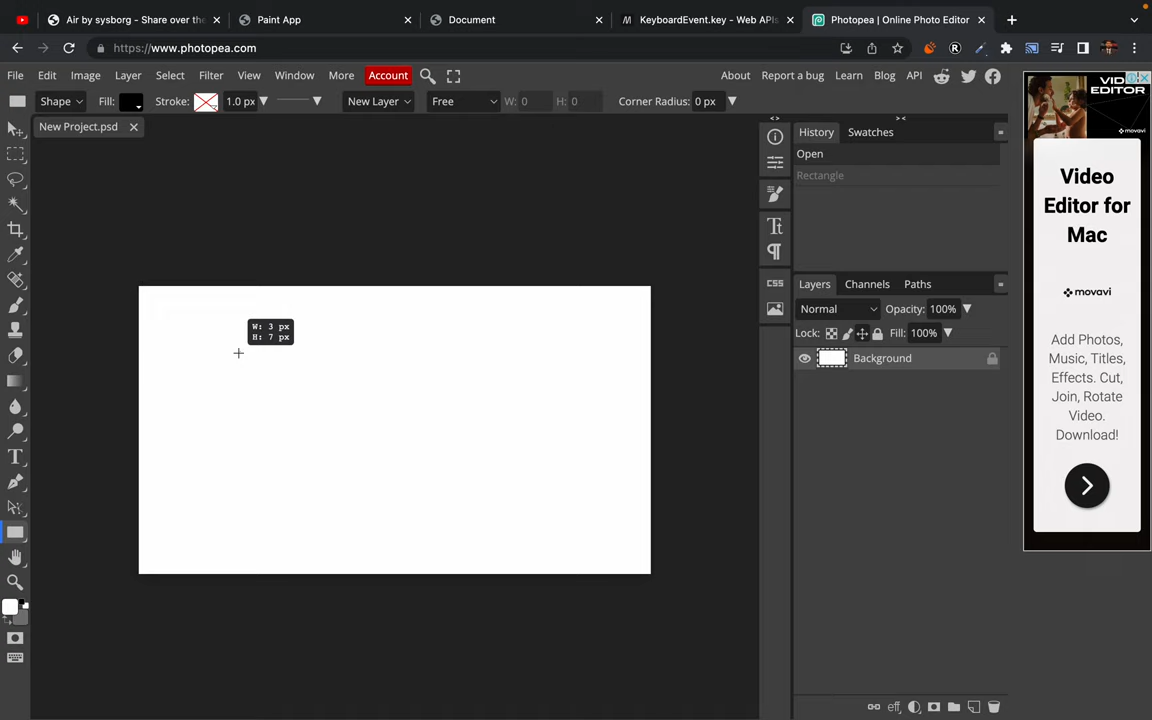 Air by sysborg - Share over the
Paint App
Document
KeyboardEvent.key - Web APIs
Photopea | Online Photo Editor
https://www.photopea.com
File Edit Image Layer Select Filter View Window More Account
About Report a bug Learn Blog API
Shape Fill: Stroke: 1.0 px New Layer Free W: 0 H: 0 Corner Radius: 0 px
New Project.psd
W: 3 px
H: 7 px
History Swatches
Open
Rectangle
CSS
Layers Channels Paths
Normal Opacity: 100%
Lock: Fill: 100%
Background
eff
VIDEO
EDITOR
movavi
Video
Editor for
Mac
movavi
Add Photos,
Music, Titles,
Effects. Cut,
Join, Rotate
Video.
Download!